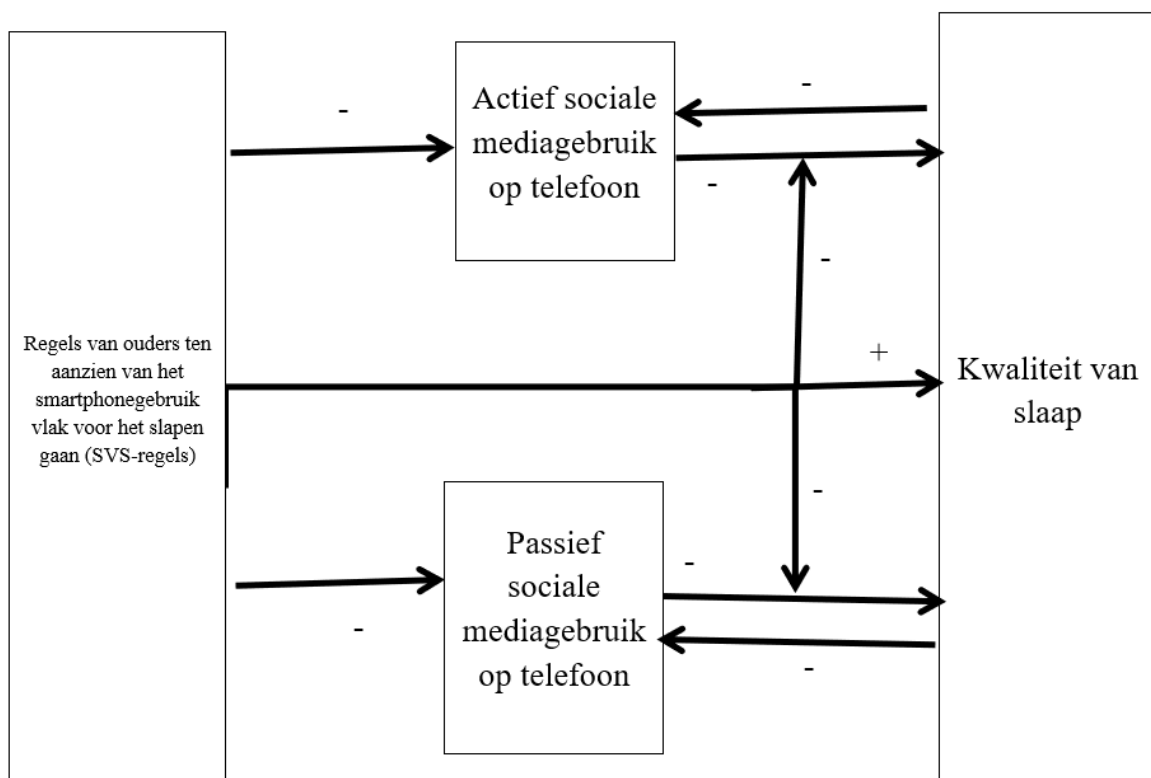 Regels van ouders ten
aanzien van het
smartphonegebruik
vlak voor het slapen
gaan (SVS-regels)
-
Actief sociale
mediagebruik
op telefoon
-
-
-
+
-
Kwaliteit van
slaap
-
Passief
sociale
mediagebruik
op telefoon
-
-